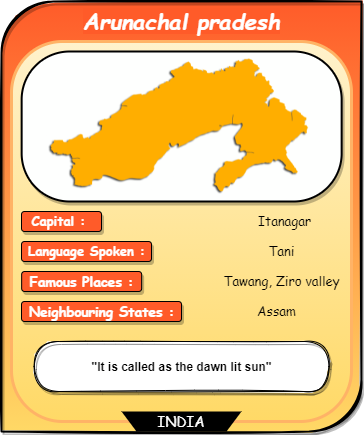 Arunachal pradesh
Capital : Itanagar
Language Spoken : Tani
Famous Places : Tawang, Ziro valley
Neighbouring States : Assam
"It is called as the dawn lit sun"
INDIA